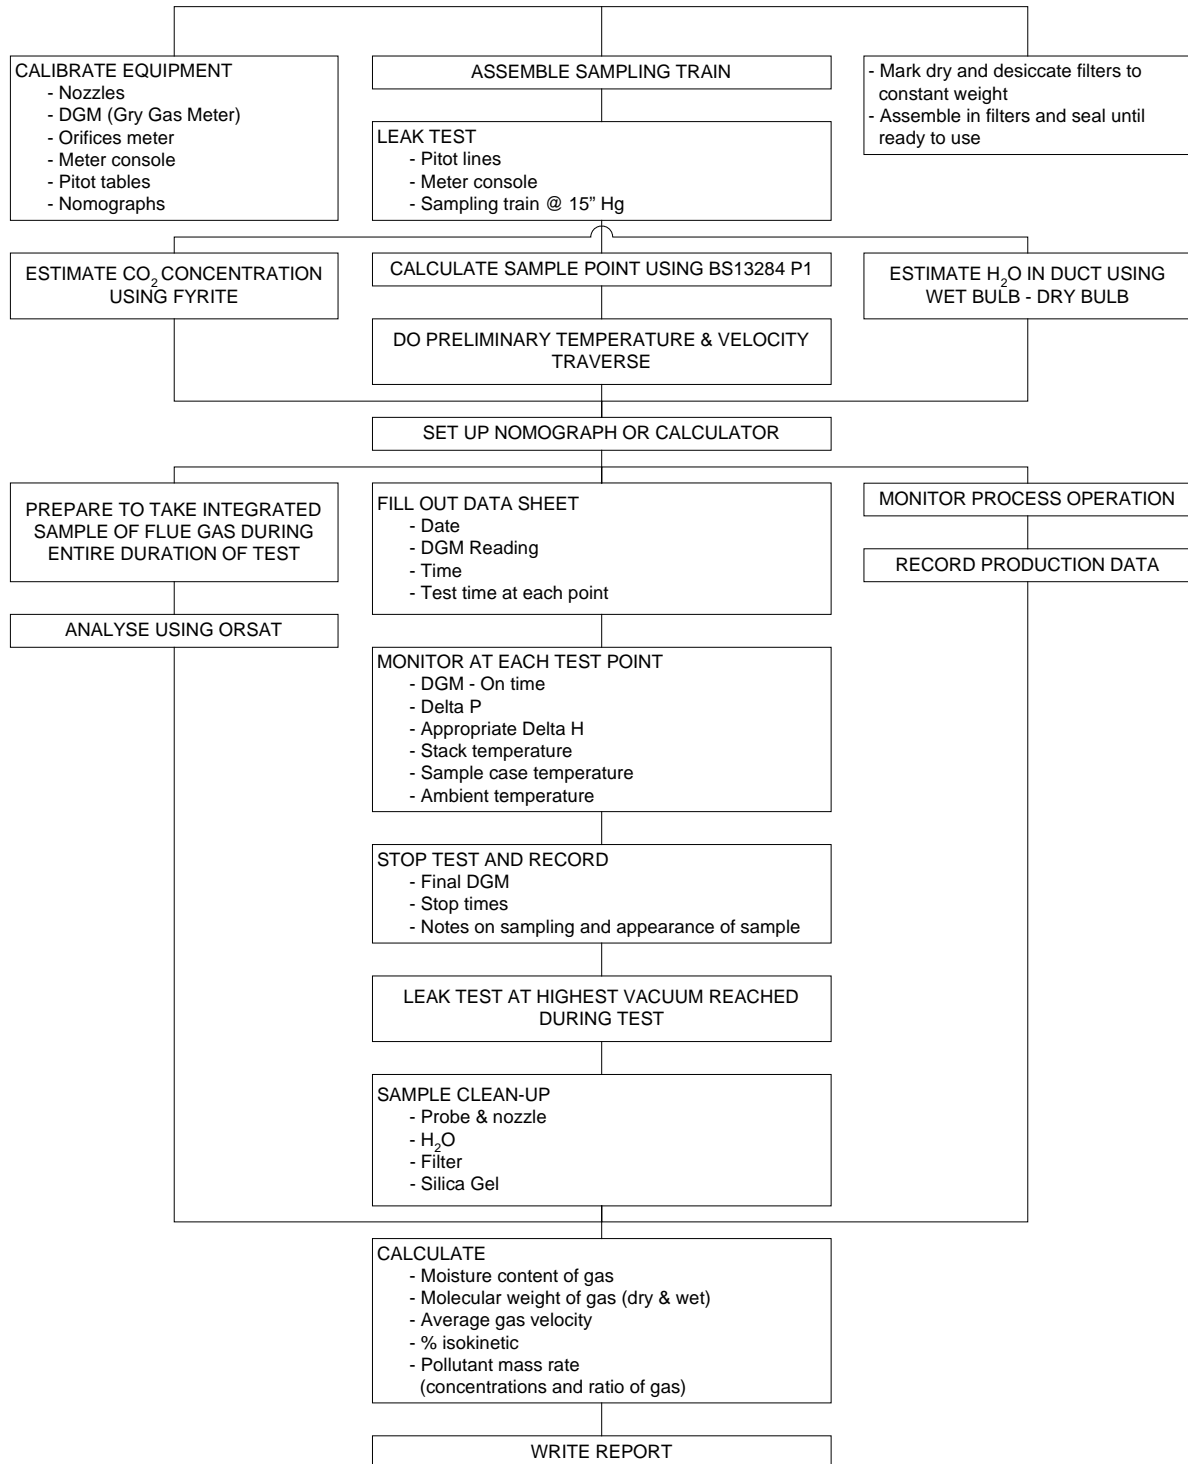 CALIBRATE EQUIPMENT
- Nozzles
- DGM (Gry Gas Meter)
- Orifices meter
- Meter console
- Pitot tables
- Nomographs
ASSEMBLE SAMPLING TRAIN
LEAK TEST
- Pitot lines
- Meter console
- Sampling train @ 15” Hg
- Mark dry and desiccate filters to
constant weight
- Assemble in filters and seal until
ready to use
ESTIMATE CO₂ CONCENTRATION
USING FYRITE
CALCULATE SAMPLE POINT USING BS13284 P1
DO PRELIMINARY TEMPERATURE & VELOCITY
TRAVERSE
ESTIMATE H₂O IN DUCT USING
WET BULB - DRY BULB
SET UP NOMOGRAPH OR CALCULATOR
PREPARE TO TAKE INTEGRATED
SAMPLE OF FLUE GAS DURING
ENTIRE DURATION OF TEST
ANALYSE USING ORSAT
FILL OUT DATA SHEET
- Date
- DGM Reading
- Time
- Test time at each point
MONITOR PROCESS OPERATION
RECORD PRODUCTION DATA
MONITOR AT EACH TEST POINT
- DGM - On time
- Delta P
- Appropriate Delta H
- Stack temperature
- Sample case temperature
- Ambient temperature
STOP TEST AND RECORD
- Final DGM
- Stop times
- Notes on sampling and appearance of sample
LEAK TEST AT HIGHEST VACUUM REACHED
DURING TEST
SAMPLE CLEAN-UP
- Probe & nozzle
- H₂O
- Filter
- Silica Gel
CALCULATE
- Moisture content of gas
- Molecular weight of gas (dry & wet)
- Average gas velocity
- % isokinetic
- Pollutant mass rate
(concentrations and ratio of gas)
WRITE REPORT